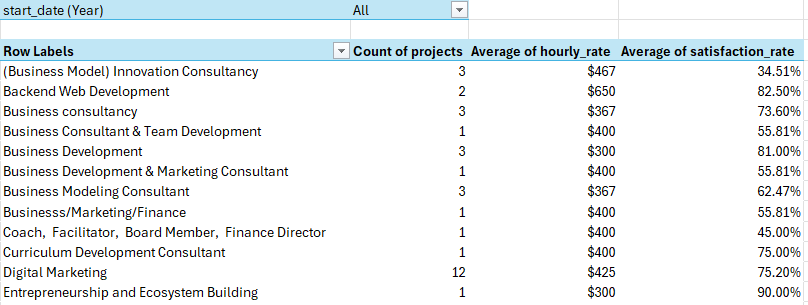 start_date (Year) All
Row Labels Count of projects Average of hourly_rate Average of satisfaction_rate
(Business Model) Innovation Consultancy 3 $467 34.51%
Backend Web Development 2 $650 82.50%
Business consultancy 3 $367 73.60%
Business Consultant & Team Development 1 $400 55.81%
Business Development 3 $300 81.00%
Business Development & Marketing Consultant 1 $400 55.81%
Business Modeling Consultant 3 $367 62.47%
Businesss/Marketing/Finance 1 $400 55.81%
Coach, Facilitator, Board Member, Finance Director 1 $400 45.00%
Curriculum Development Consultant 1 $400 75.00%
Digital Marketing 12 $425 75.20%
Entrepreneurship and Ecosystem Building 1 $300 90.00%